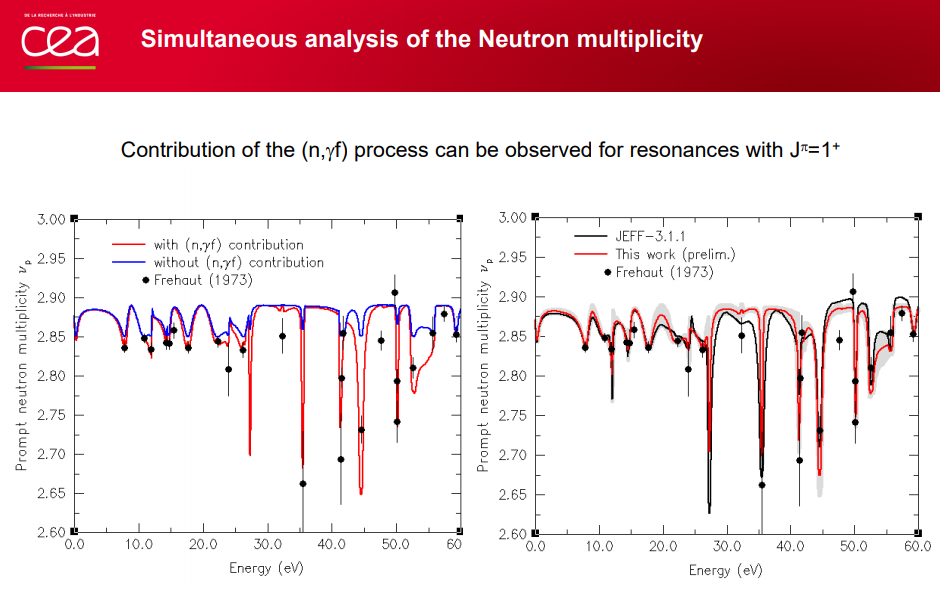 DE LA RECHERCHE À L'INDUSTRIE
cea
Simultaneous analysis of the Neutron multiplicity
Contribution of the (n,γf) process can be observed for resonances with Jπ=1+
3.00
2.95
2.90
2.85
2.80
2.75
2.70
2.65
2.60
Prompt neutron multiplicity νp
with (n,γf) contribution
without (n,γf) contribution
Frehaut (1973)
0.0 10.0 20.0 30.0 40.0 50.0 60
Energy (eV)
3.00
2.95
2.90
2.85
2.80
2.75
2.70
2.65
2.60
Prompt neutron multiplicity νp
JEFF-3.1.1
This work (prelim.)
Frehaut (1973)
0.0 10.0 20.0 30.0 40.0 50.0 60.0
Energy (eV)